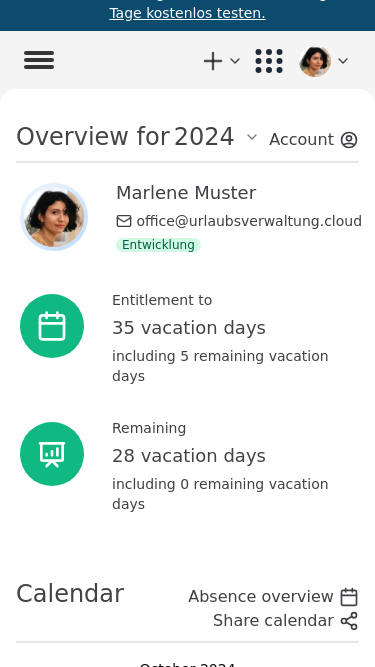 Tage kostenlos testen.
Overview for 2024
Account
Marlene Muster
office@urlaubsverwaltung.cloud
Entwicklung
Entitlement to
35 vacation days
including 5 remaining vacation
days
Remaining
28 vacation days
including 0 remaining vacation
days
Calendar
Absence overview
Share calendar
October 2024